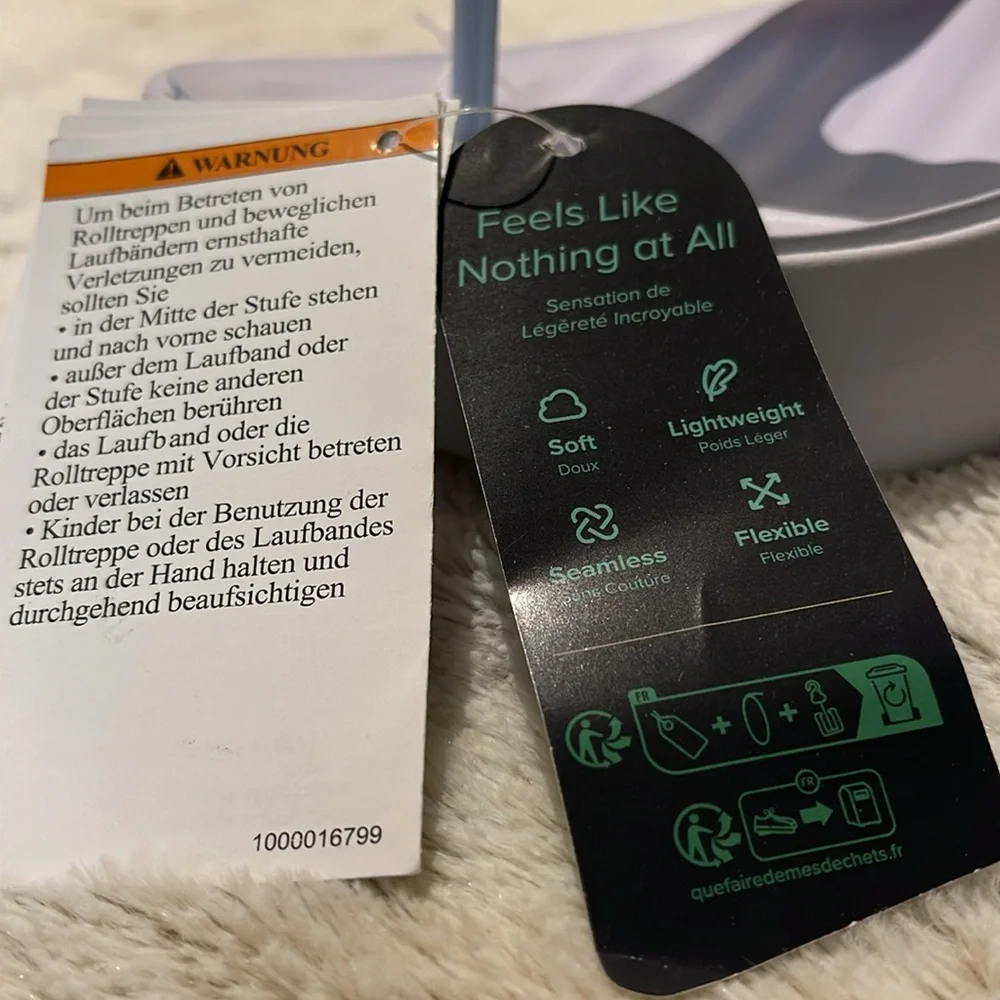 WARNUNG
Um beim Betreten von
Rolltreppen und beweglichen
Laufbändern ernsthafte
Verletzungen zu vermeiden,
sollten Sie
• in der Mitte der Stufe stehen
und nach vorne schauen
• außer dem Laufband oder
der Stufe keine anderen
Oberflächen berühren
• das Laufband oder die
Rolltreppe mit Vorsicht betreten
oder verlassen
• Kinder bei der Benutzung der
Rolltreppe oder des Laufbandes
stets an der Hand halten und
durchgehend beaufsichtigen
1000016799
Feels Like
Nothing at All
Sensation de
Légèreté Incroyable
Soft
Doux
Lightweight
Poids Léger
Seamless
Couture
Flexible
Flexible
FR
+ +
FR
quefairedemesdechets.fr